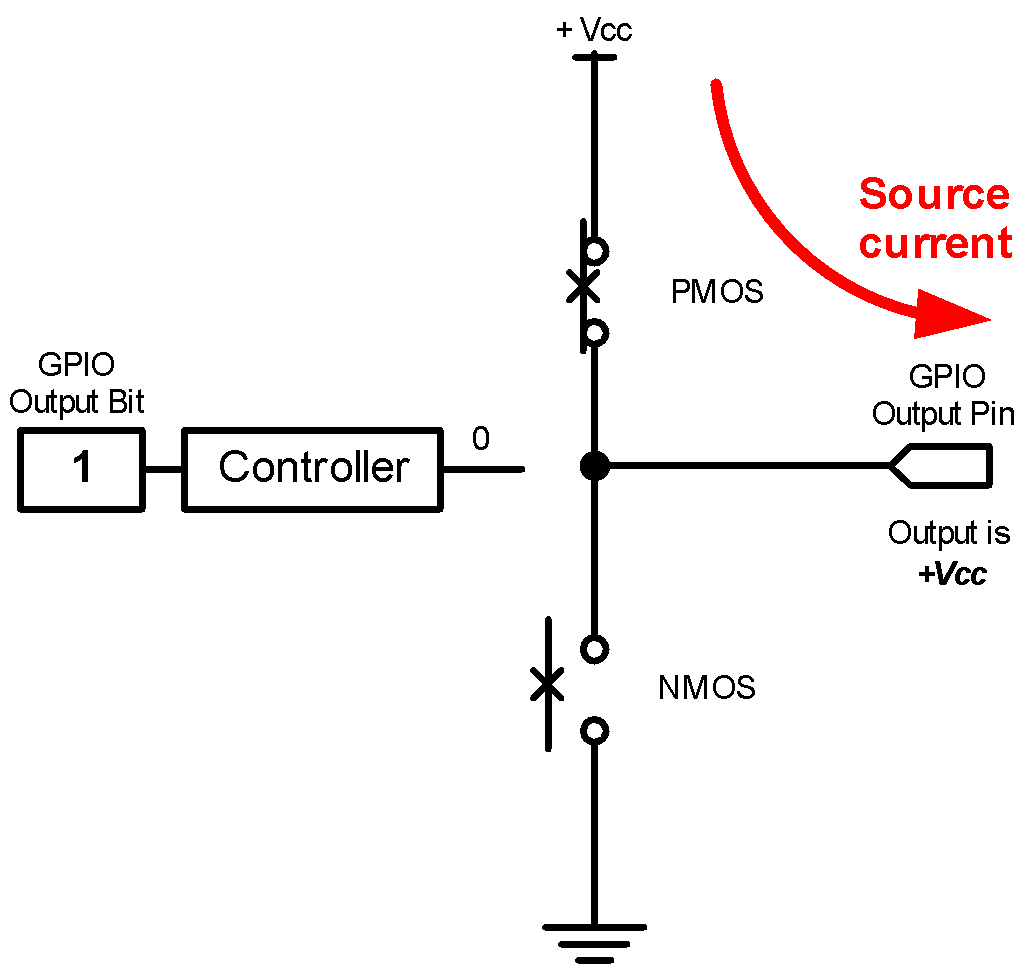 + Vcc
Source
current
PMOS
GPIO
Output Bit
1
Controller
0
GPIO
Output Pin
Output is
+Vcc
NMOS